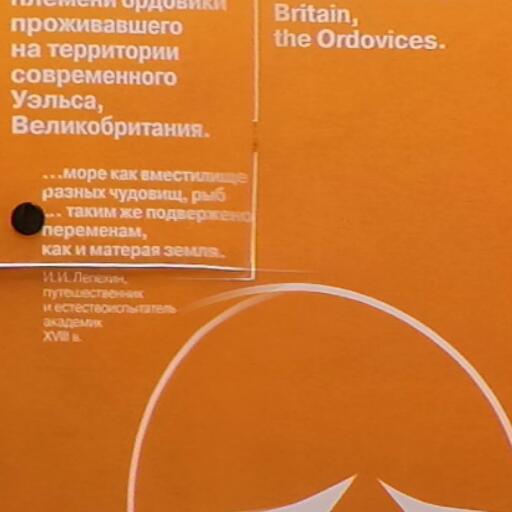 племени ордовики
проживавшего
на территории
современного
Уэльса,
Великобритания.
Britain,
the Ordovices.
...море как вместилище
разных чудовищ, рыб
... таким же подвержено
переменам,
как и матерая земля.
И.И. Лепехин,
путешественник
и естествоиспытатель
академик
XVIII в.